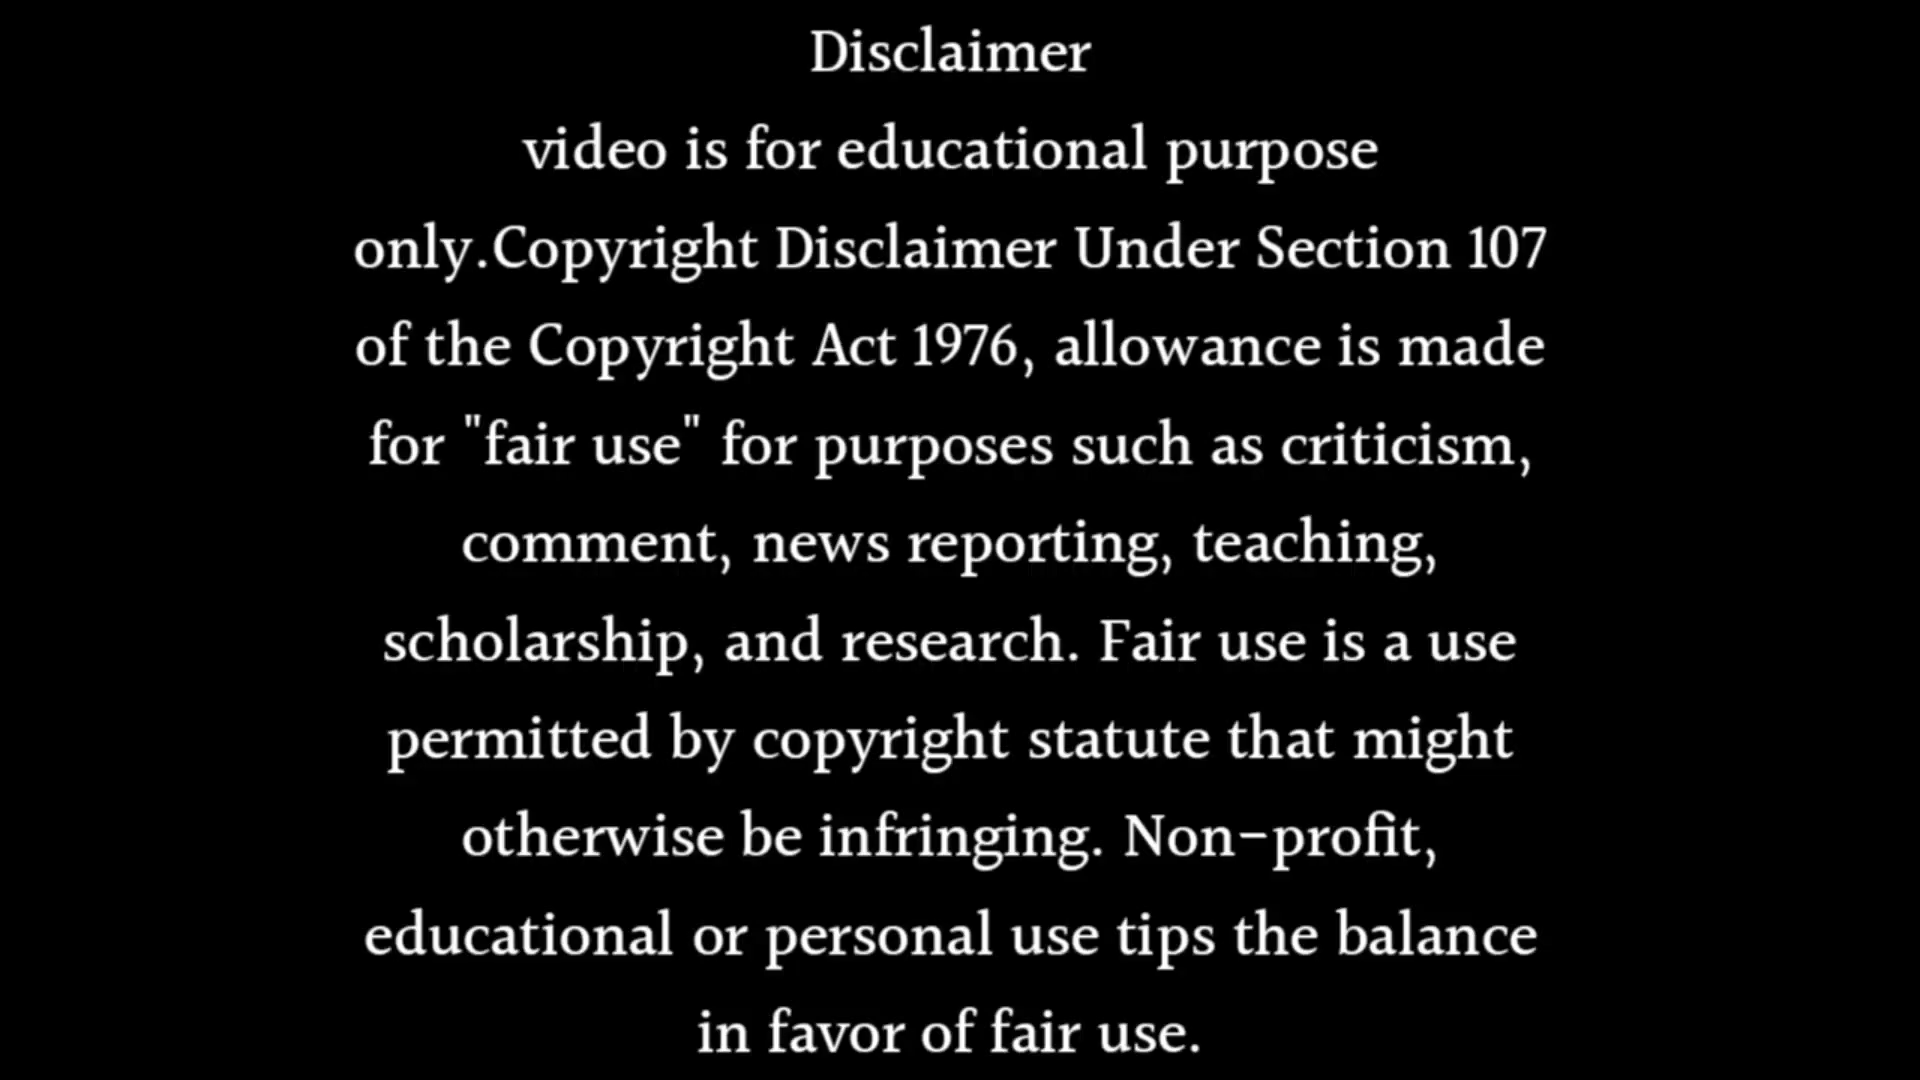 Disclaimer
video is for educational purpose
only.Copyright Disclaimer Under Section 107
of the Copyright Act 1976, allowance is made
for "fair use" for purposes such as criticism,
comment, news reporting, teaching,
scholarship, and research. Fair use is a use
permitted by copyright statute that might
otherwise be infringing. Non-profit,
educational or personal use tips the balance
in favor of fair use.